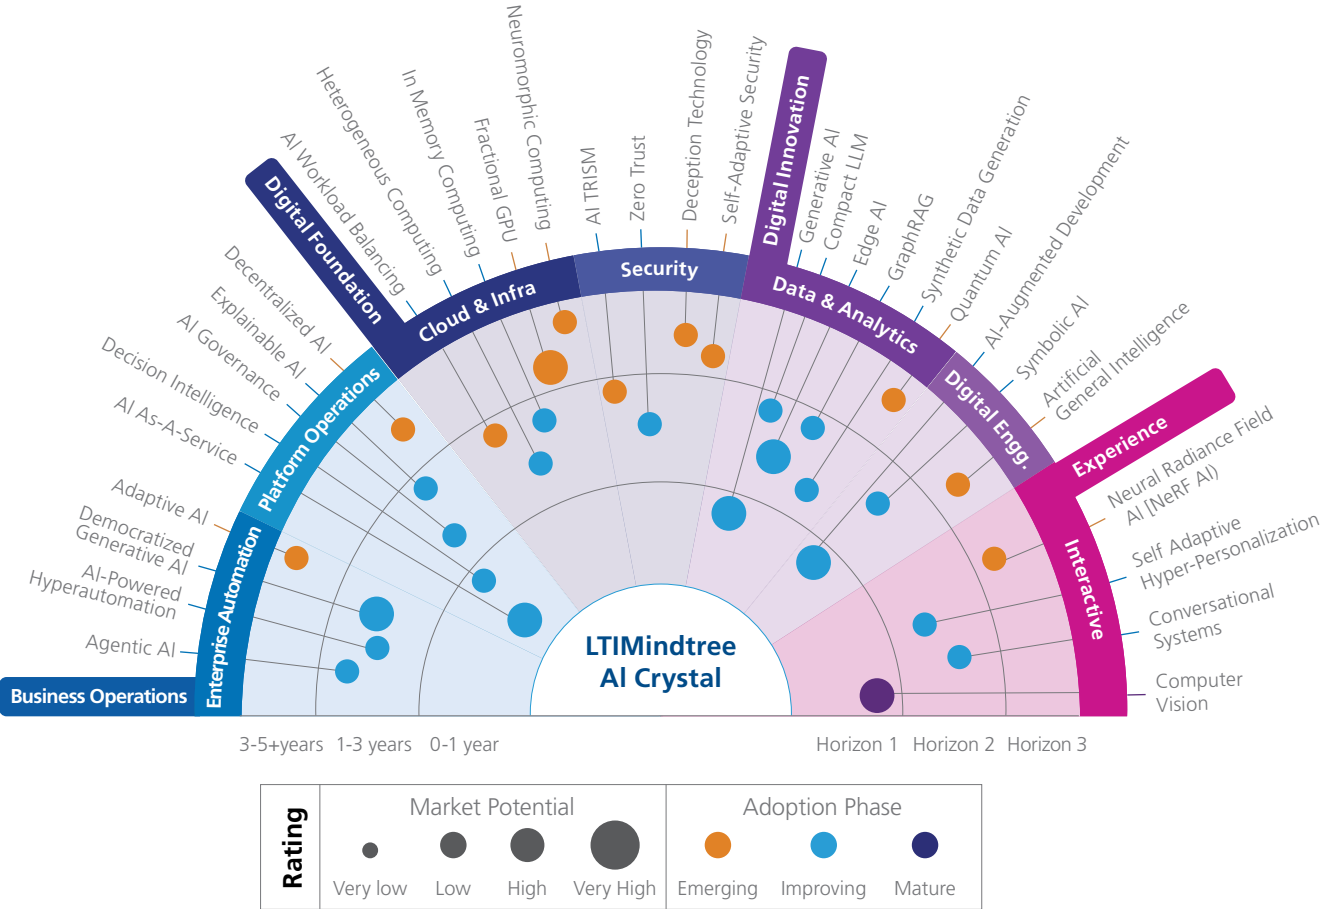 Business Operations
Enterprise Automation
Agentic AI
AI-Powered
Hyperautomation
Democratized
Generative AI
Adaptive AI
Platform Operations
AI As-A-Service
Decision Intelligence
AI Governance
Explainable AI
Decentralized AI
Digital Foundation
Cloud & Infra
AI Workload Balancing
Heterogeneous Computing
In Memory Computing
Fractional GPU
Neuromorphic Computing
Security
AI TRISM
Zero Trust
Deception Technology
Self-Adaptive Security
Digital Innovation
Data & Analytics
Generative AI
Compact LLM
Edge AI
GraphRAG
Synthetic Data Generation
Quantum AI
Digital Engg.
AI-Augmented Development
Symbolic AI
Artificial
General Intelligence
Experience
Interactive
Neural Radiance Field
AI [NeRF AI)
Self Adaptive
Hyper-Personalization
Conversational
Systems
Computer
Vision
LTIMindtree
AI Crystal
3-5+years 1-3 years 0-1 year
Horizon 1 Horizon 2 Horizon 3
Rating
Market Potential
Very low Low High Very High
Adoption Phase
Emerging Improving Mature